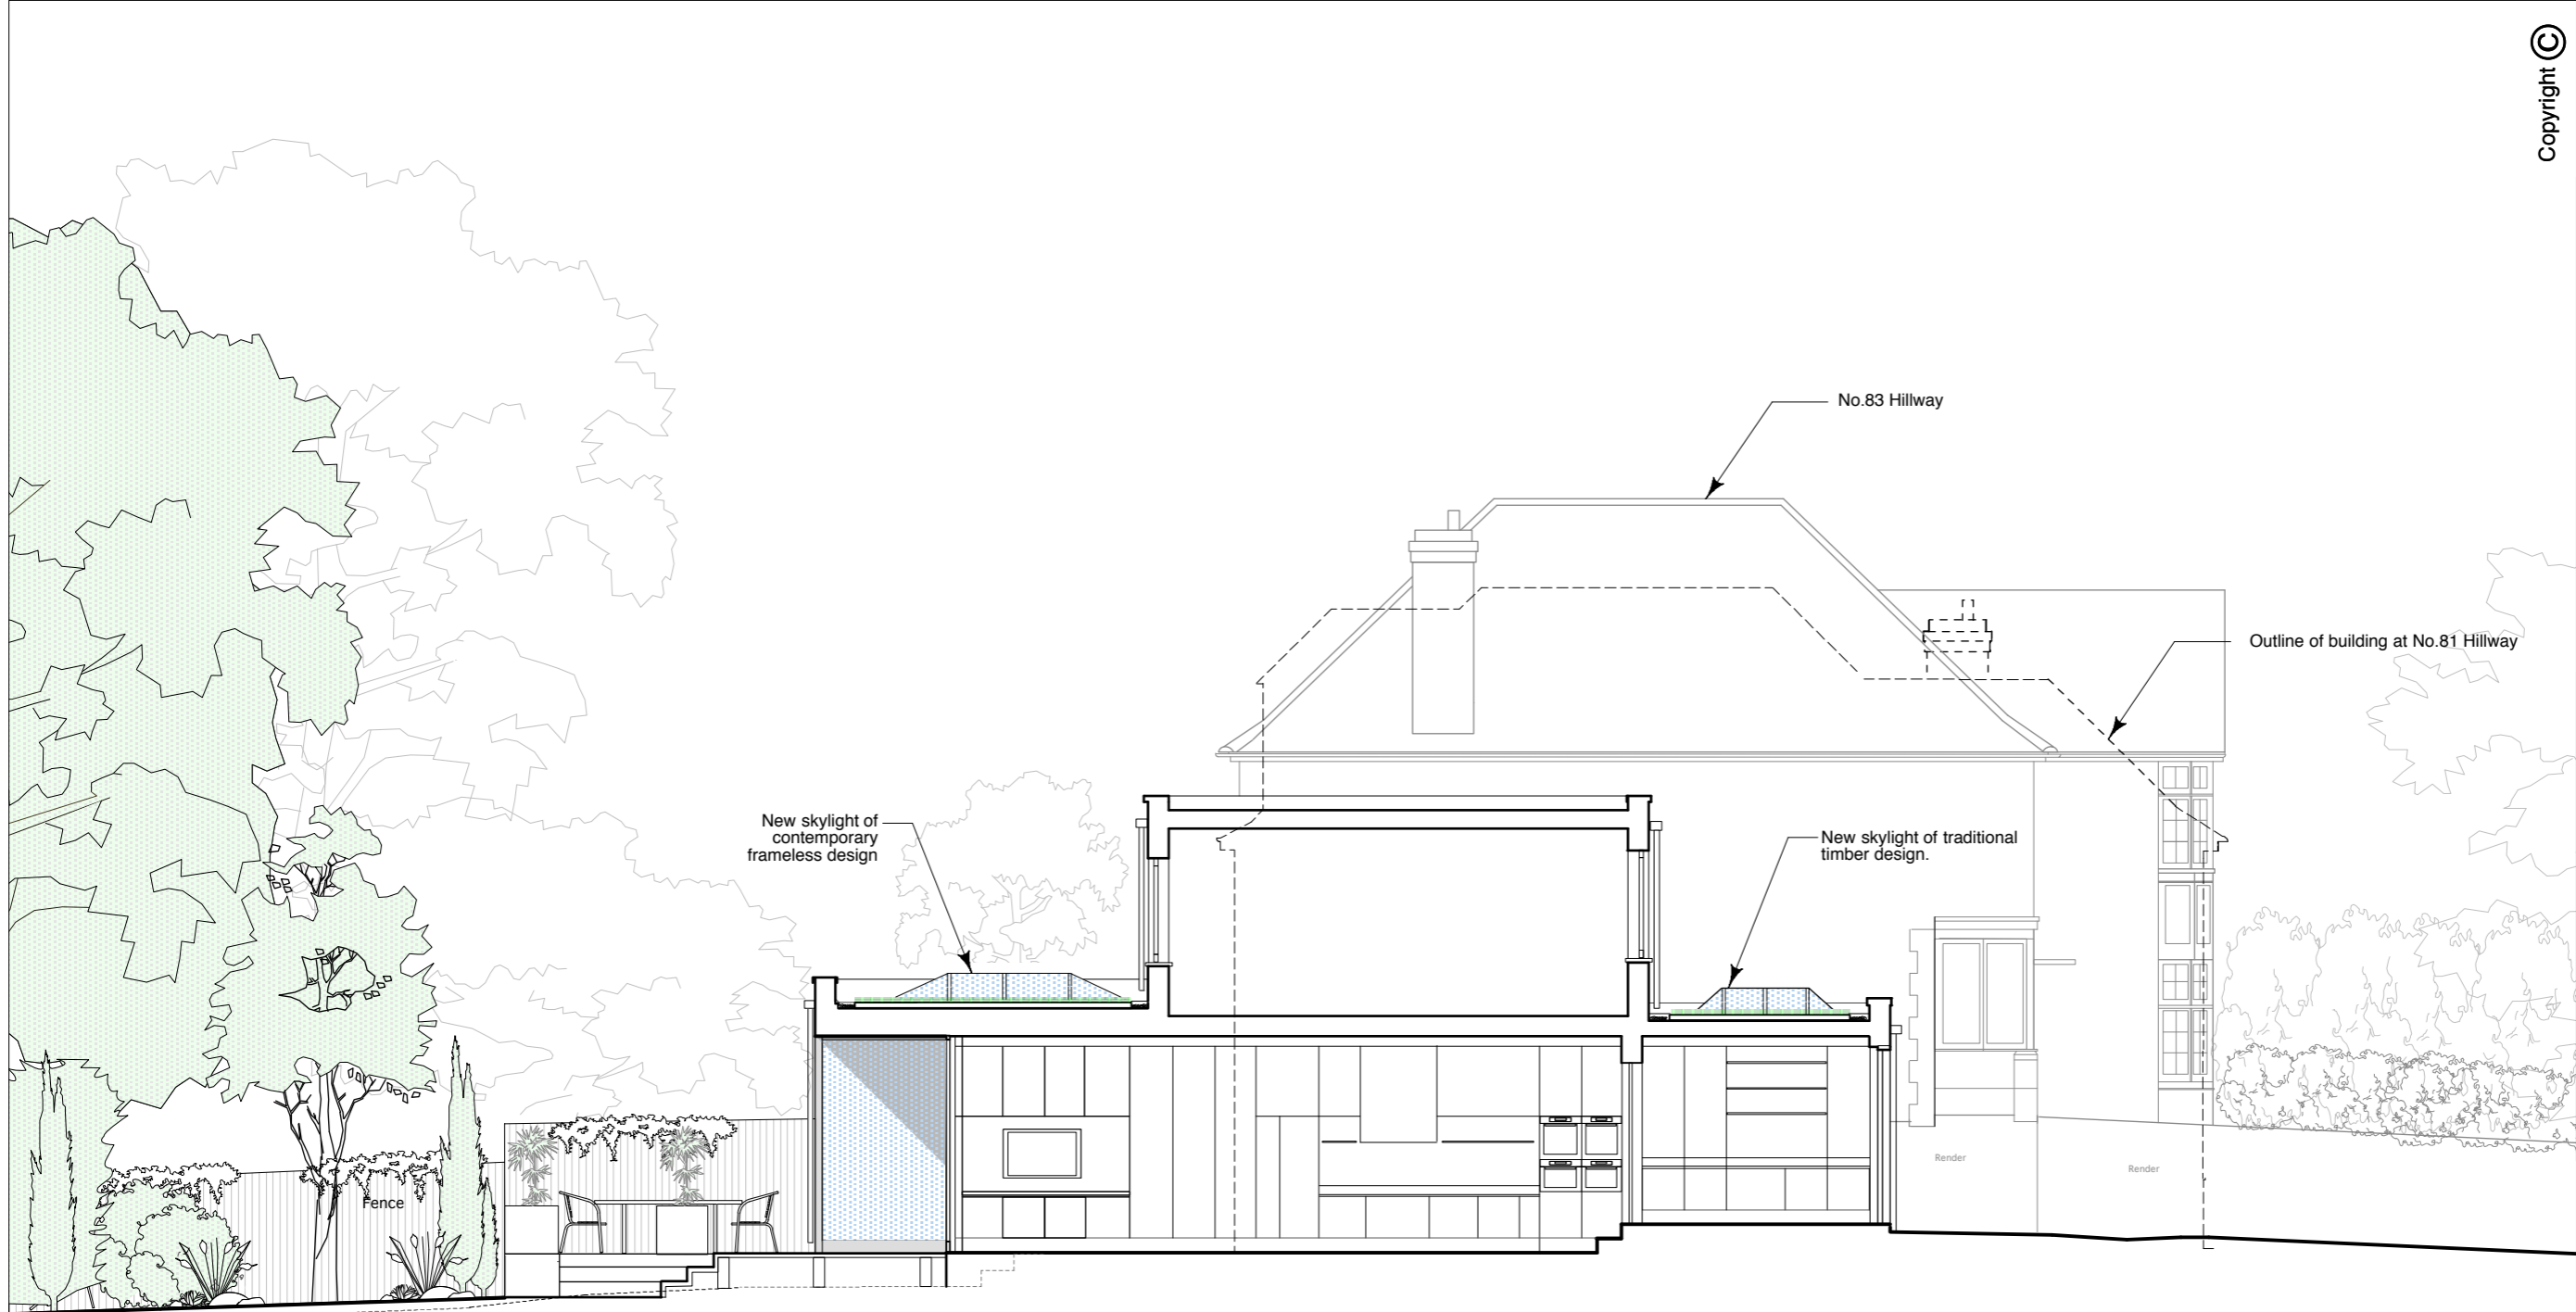 Copyright ©
No.83 Hillway
Outline of building at No.81 Hillway
New skylight of
contemporary
frameless design
New skylight of traditional
timber design.
Render
Render
Fence